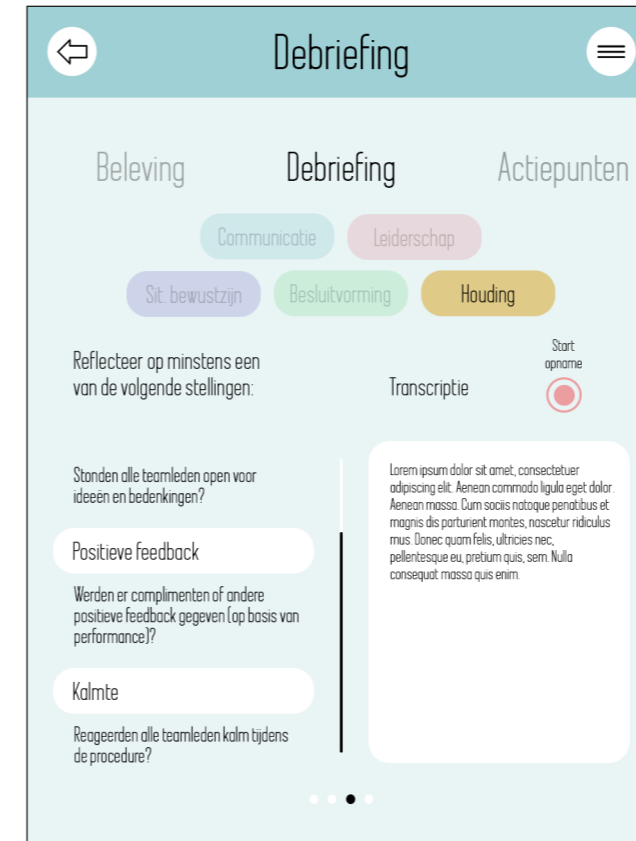 Debriefing
Beleving
Debriefing
Actiepunten
Communicatie
Leiderschap
Sit. bewustzijn
Besluitvorming
Houding
Reflecteer op minstens een
van de volgende stellingen:
Transcriptie
Start
opname
Stonden alle teamleden open voor
ideeën en bedenkingen?
Positieve feedback
Werden er complimenten of andere
positieve feedback gegeven (op basis van
performance)?
Kalmte
Reageerden alle teamleden kalm tijdens
de procedure?
Lorem ipsum dolor sit amet, consectetuer
adipiscing elit. Aenean commodo ligula eget dolor.
Aenean massa. Cum sociis natoque penatibus et
magnis dis parturient montes, nascetur ridiculus
mus. Donec quam felis, ultricies nec,
pellentesque eu, pretium quis, sem. Nulla
consequat massa quis enim.